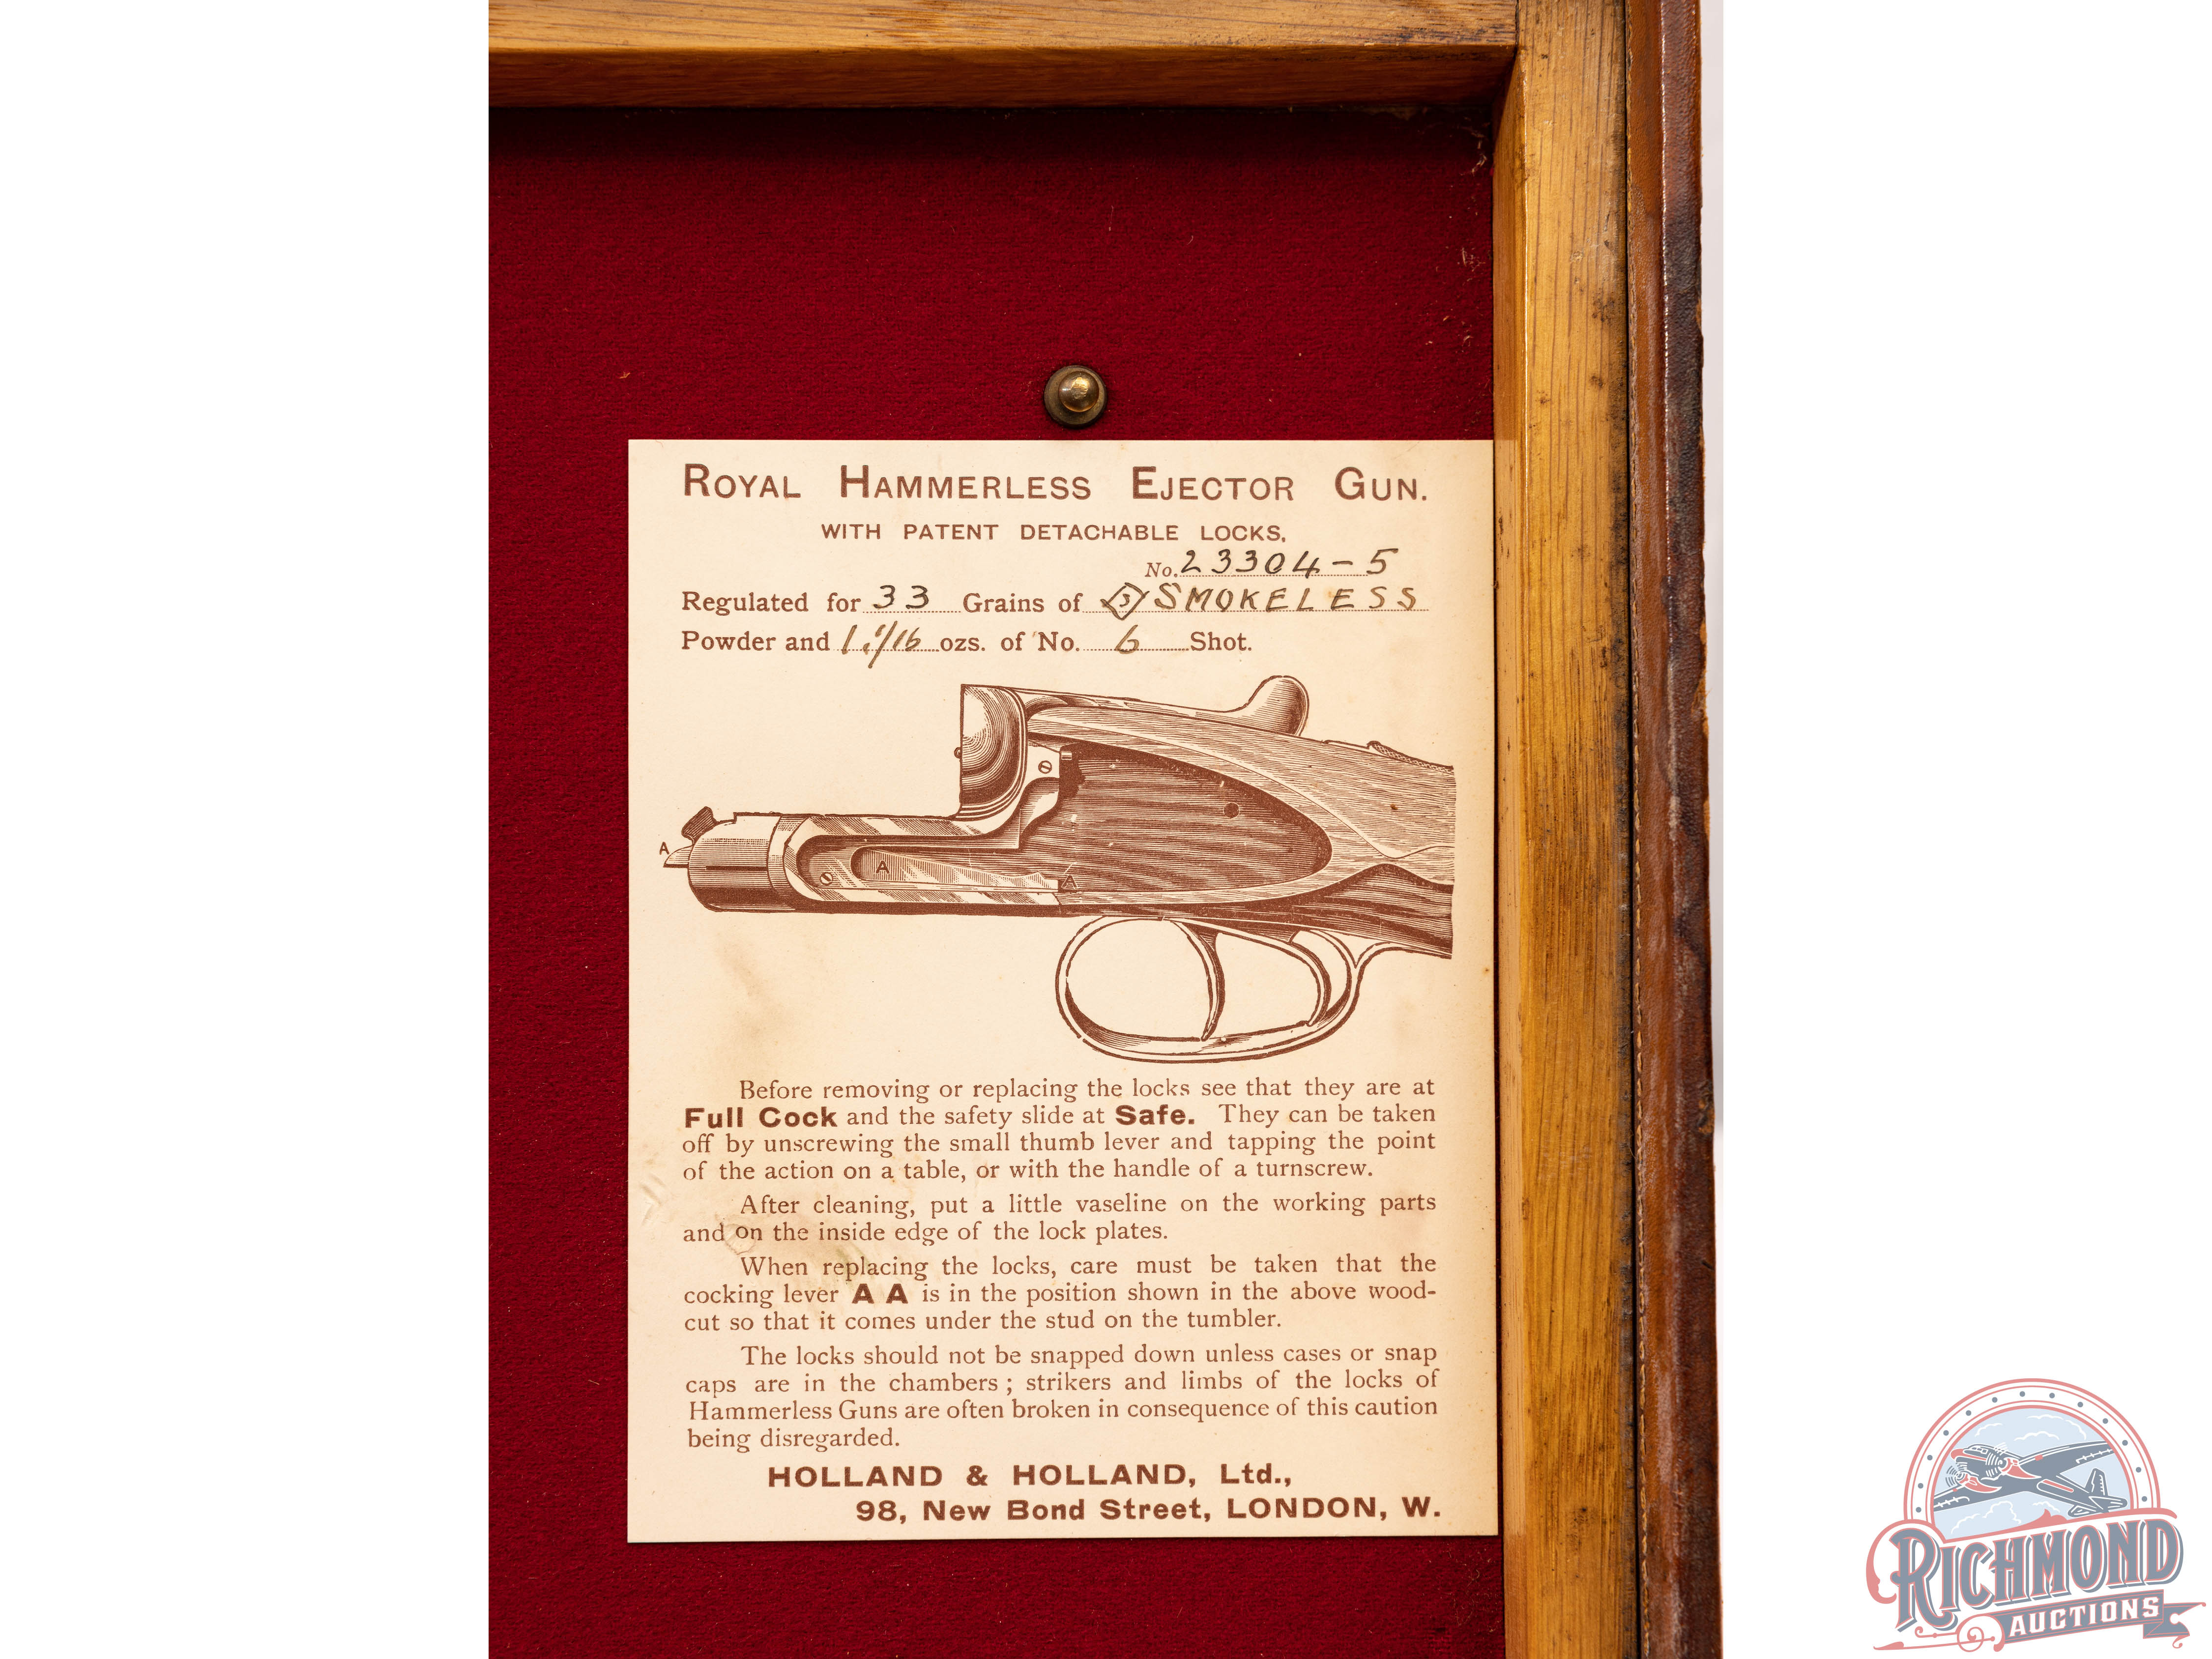 ROYAL HAMMERLESS EJECTOR GUN.
WITH PATENT DETACHABLE LOCKS,
No. 23304-5
Regulated for 33 Grains of <3> SMOKELESS
Powder and 1.1/16 ozs. of No. 6 Shot.
A
A
A
Before removing or replacing the locks see that they are at
Full Cock and the safety slide at Safe. They can be taken
off by unscrewing the small thumb lever and tapping the point
of the action on a table, or with the handle of a turnscrew.
After cleaning, put a little vaseline on the working parts
and on the inside edge of the lock plates.
When replacing the locks, care must be taken that the
cocking lever A A is in the position shown in the above wood-
cut so that it comes under the stud on the tumbler.
The locks should not be snapped down unless cases or snap
caps are in the chambers ; strikers and limbs of the locks of
Hammerless Guns are often broken in consequence of this caution
being disregarded.
HOLLAND & HOLLAND, Ltd.,
98, New Bond Street, LONDON, W.
RICHMOND
AUCTIONS